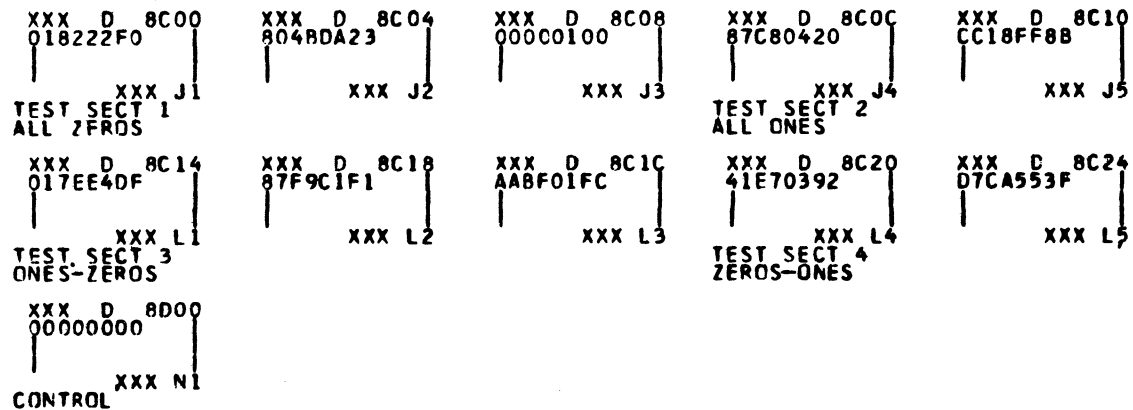 XXX D 8C00 XXX D 8C04 XXX D 8C08 XXX D 8C0C XXX D 8C10
018222F0 804BDA23 00000100 87C80420 CC18FF8B
XXX J1 XXX J2 XXX J3 XXX J4 XXX J5
TEST SECT 1 TEST SECT 2
ALL ZEROS ALL ONES
XXX D 8C14 XXX D 8C18 XXX D 8C1C XXX D 8C20 XXX D 8C24
017EE4DF 87F9C1F1 AABF01FC 41E70392 D7CA553F
XXX L1 XXX L2 XXX L3 XXX L4 XXX L5
TEST SECT 3 TEST SECT 4
ONES-ZEROS ZEROS-ONES
XXX D 8D00
00000000
XXX N1
CONTROL